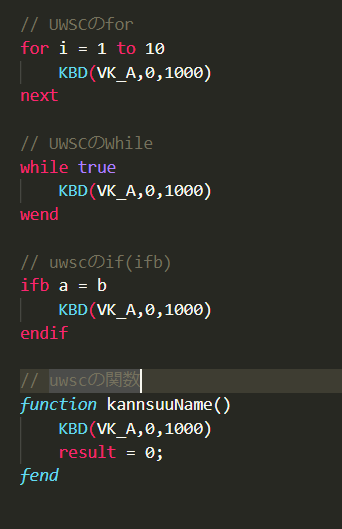 // UWSCのfor
for i = 1 to 10
    KBD(VK_A,0,1000)
next
// UWSCのWhile
while true
    KBD(VK_A,0,1000)
wend
// uwscのif(ifb)
ifb a = b
    KBD(VK_A,0,1000)
endif
// uwscの関数
function kannsuuName()
    KBD(VK_A,0,1000)
    result = 0;
fend